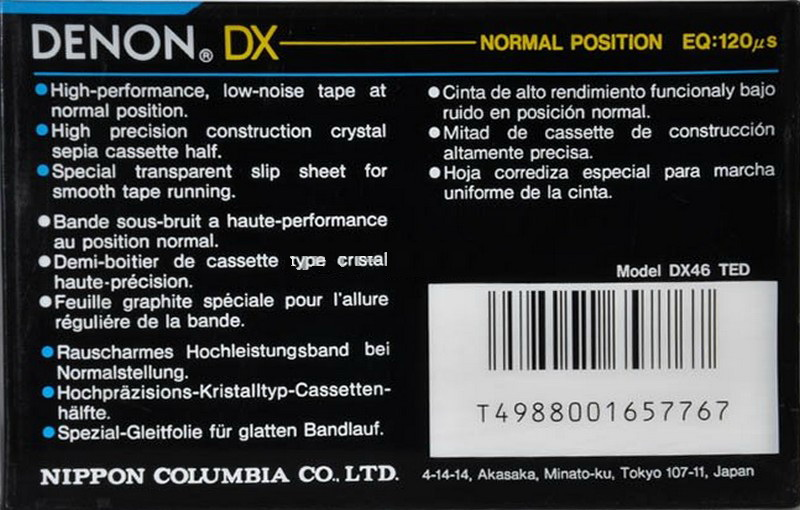 DENON® DX NORMAL POSITION EQ:120µs
•High-performance, low-noise tape at
normal position.
•High precision construction crystal
sepia cassette half.
•Special transparent slip sheet for
smooth tape running.
•Bande sous-bruit a haute-performance
au position normal.
•Demi-boitier de cassette type
haute-précision.
•Feuille graphite spéciale pour l'allure
réguliére de la bande.
•Rauscharmes Hochleistungsband bei
Normalstellung.
•Hochpräzisions-Kristalltyp-Cassetten-
hälfte.
•Spezial-Gleitfolie für glatten Bandlauf.
•Cinta de alto rendimiento funcionaly bajo
ruido en posición normal.
•Mitad de cassette de construcción
altamente precisa.
•Hoja corrediza especial para marcha
uniforme de la cinta.
Model DX46 TED
T4988001657767
NIPPON COLUMBIA CO., LTD. 4-14-14, Akasaka, Minato-ku, Tokyo 107-11, Japan